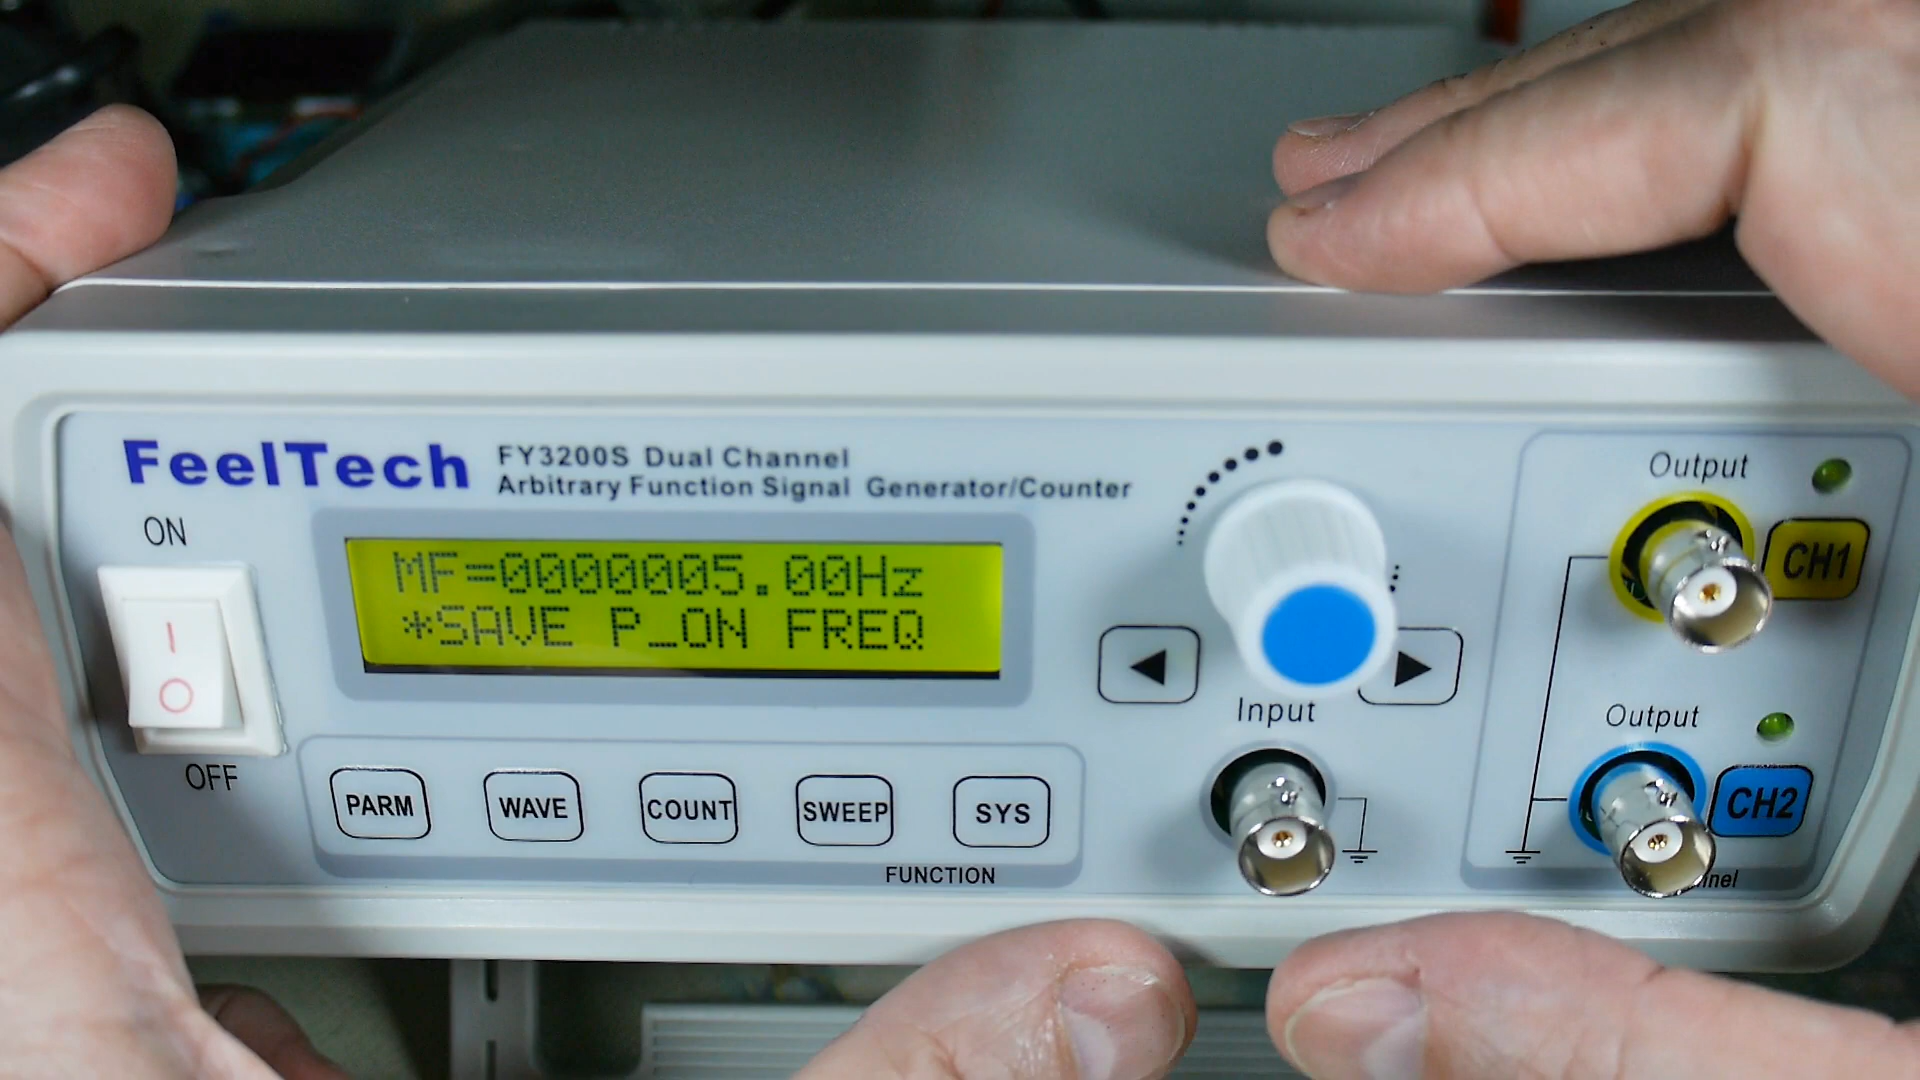 FeelTech
FY3200S Dual Channel
Arbitrary Function Signal Generator/Counter
ON
I
O
OFF
MF=0000005.00Hz
*SAVE P_ON FREQ
PARM
WAVE
COUNT
SWEEP
SYS
FUNCTION
Input
Output
CH1
Output
CH2